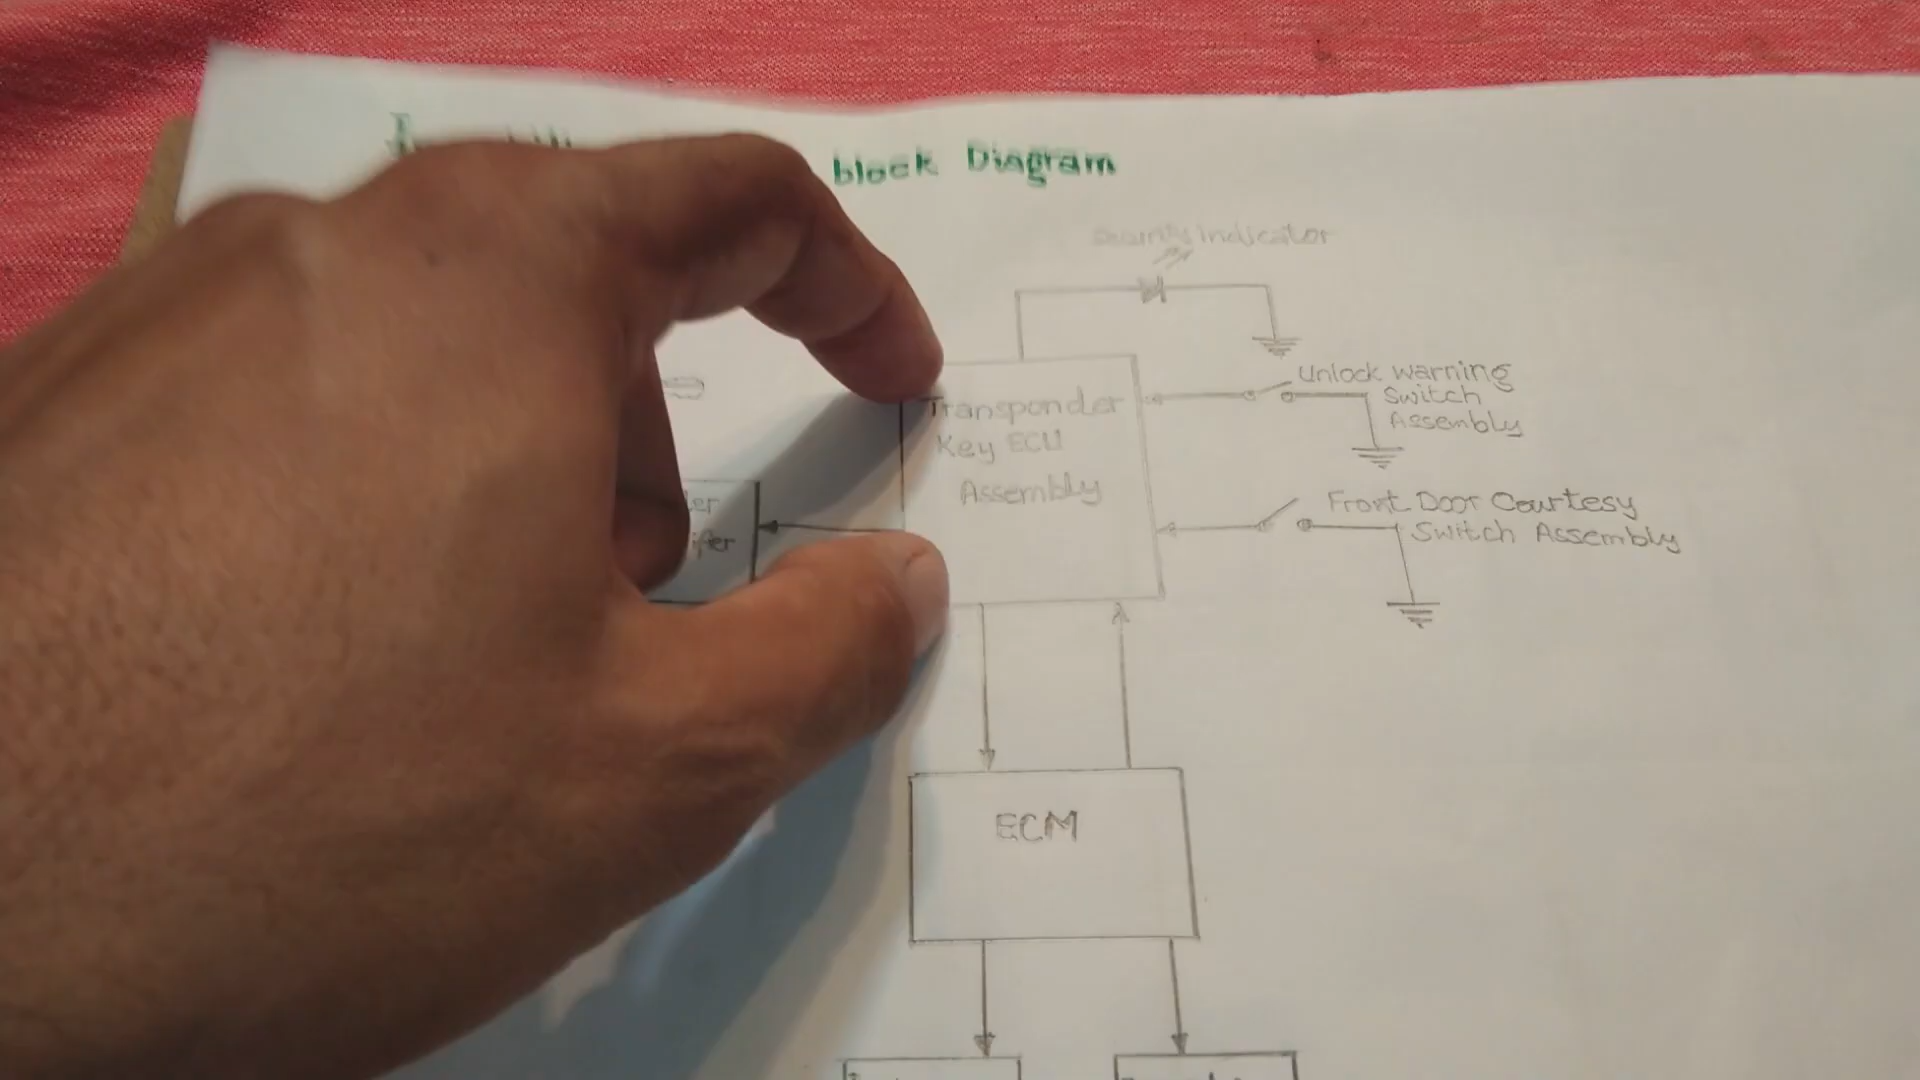 block Diagram
Security Indicator
Unlock warning
Switch
Assembly
Transponder
Key ECU
Assembly
Front Door Courtesy
Switch Assembly
ECM